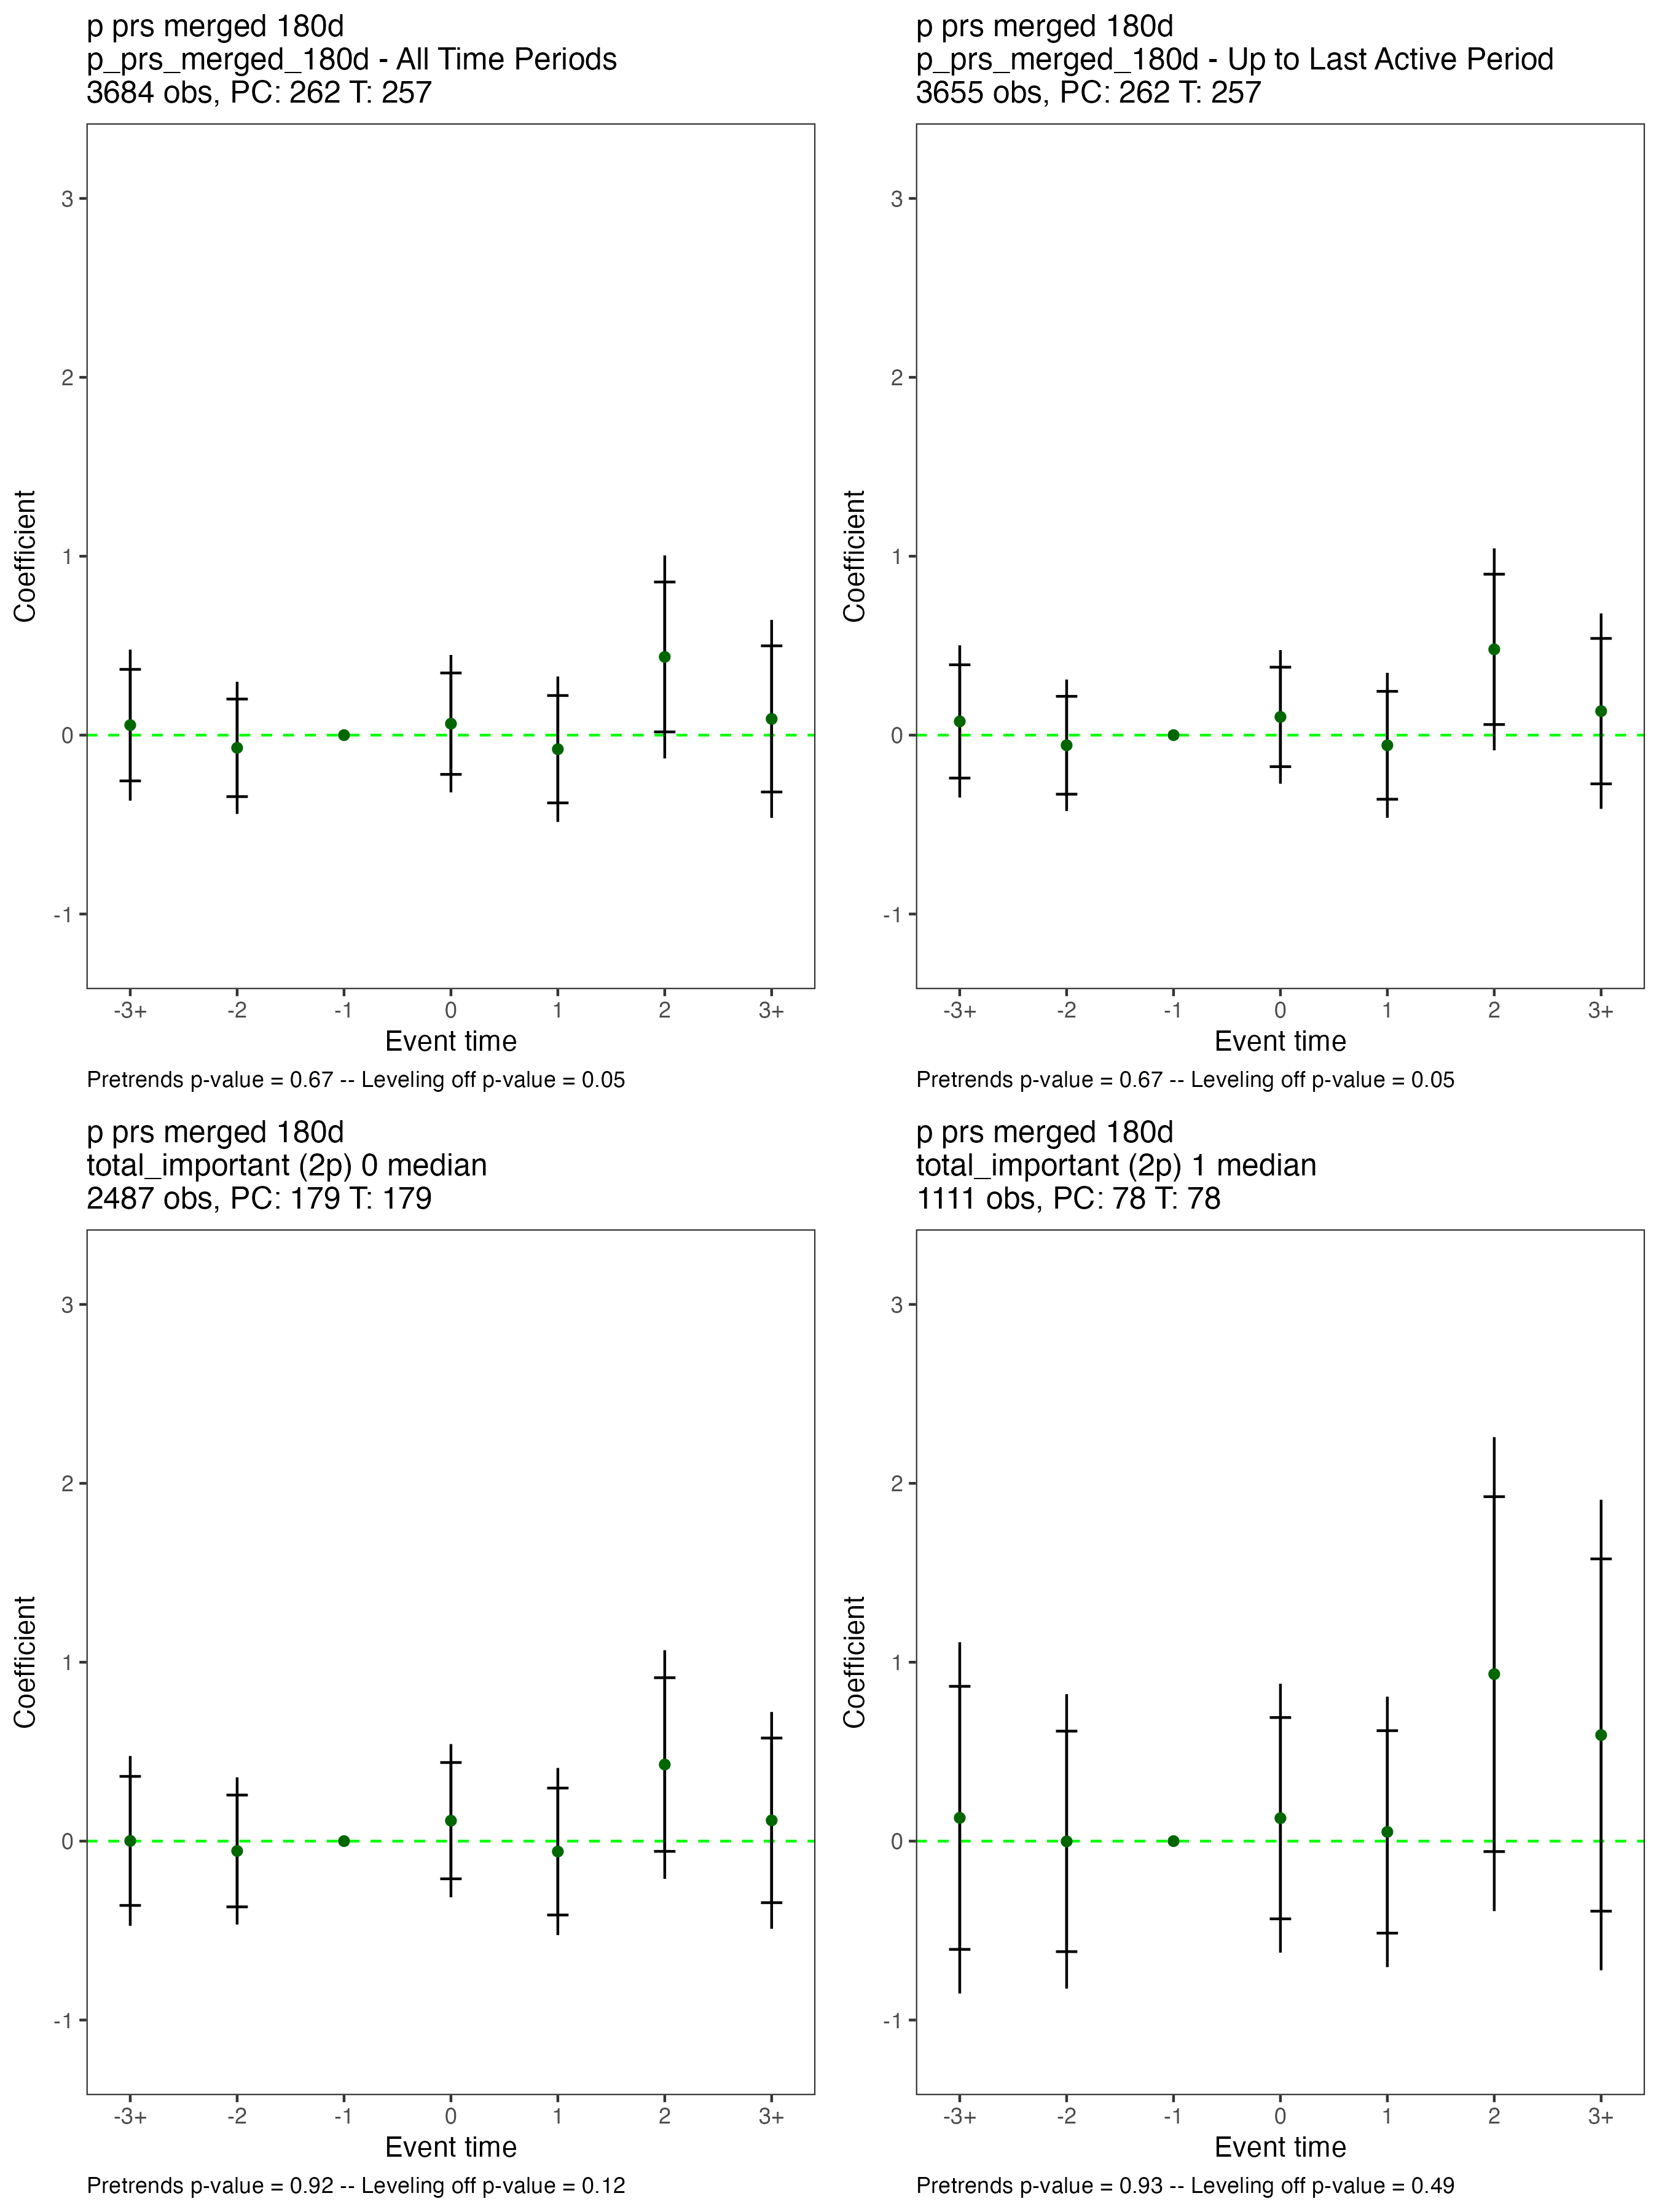 p prs merged 180d
p_prs_merged_180d - All Time Periods
3684 obs, PC: 262 T: 257
3
2
1
0
-1
Coefficient
-3+ -2 -1 0 1 2 3+
Event time
Pretrends p-value = 0.67 -- Leveling off p-value = 0.05
p prs merged 180d
p_prs_merged_180d - Up to Last Active Period
3655 obs, PC: 262 T: 257
3
2
1
0
-1
Coefficient
-3+ -2 -1 0 1 2 3+
Event time
Pretrends p-value = 0.67 -- Leveling off p-value = 0.05
p prs merged 180d
total_important (2p) 0 median
2487 obs, PC: 179 T: 179
3
2
1
0
-1
Coefficient
-3+ -2 -1 0 1 2 3+
Event time
Pretrends p-value = 0.92 -- Leveling off p-value = 0.12
p prs merged 180d
total_important (2p) 1 median
1111 obs, PC: 78 T: 78
3
2
1
0
-1
Coefficient
-3+ -2 -1 0 1 2 3+
Event time
Pretrends p-value = 0.93 -- Leveling off p-value = 0.49